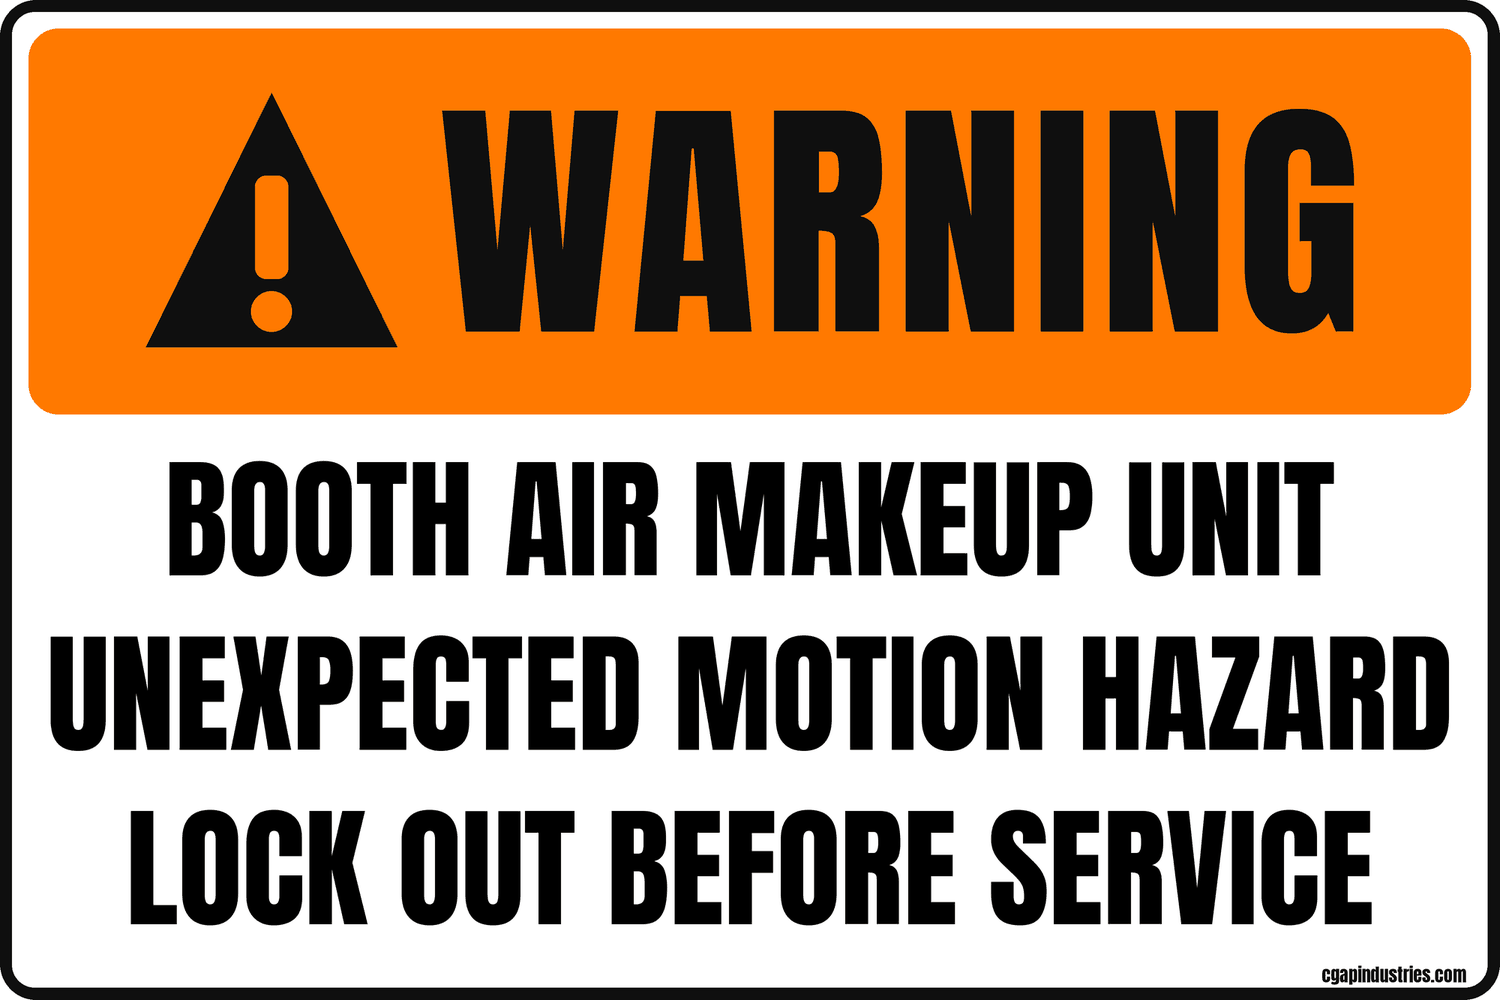 WARNING
BOOTH AIR MAKEUP UNIT
UNEXPECTED MOTION HAZARD
LOCK OUT BEFORE SERVICE
cgapindustries.com